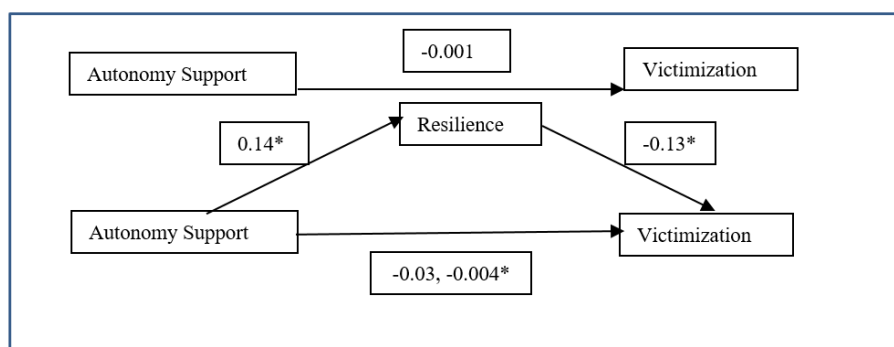 -0.001
Autonomy Support
Victimization
Resilience
0.14*
-0.13*
Autonomy Support
Victimization
-0.03, -0.004*